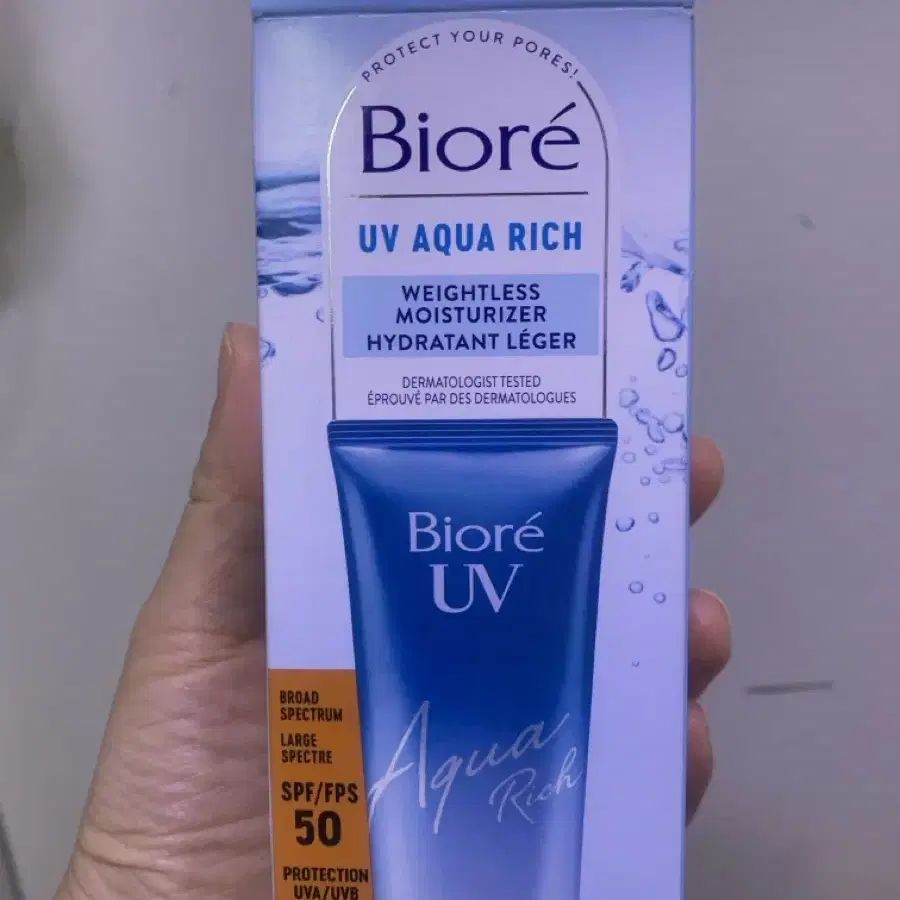 PROTECT YOUR PORES!
Bioré
UV AQUA RICH
WEIGHTLESS
MOISTURIZER
HYDRATANT LÉGER
DERMATOLOGIST TESTED
ÉPROUVÉ PAR DES DERMATOLOGUES
Bioré
UV
Aqua
Rich
BROAD
SPECTRUM
LARGE
SPECTRE
SPF/FPS
50
PROTECTION
UVA/UVB